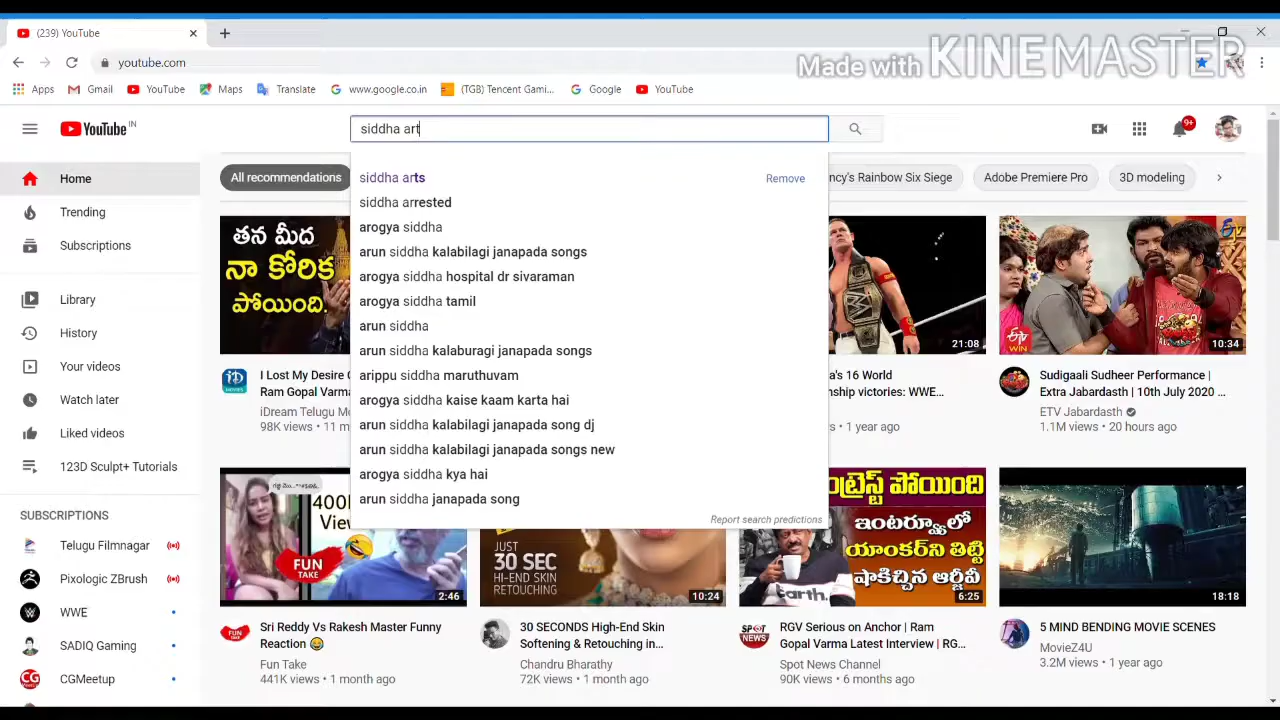 (239) YouTube
youtube.com
Made with KINEMASTER
Apps
Gmail
YouTube
Maps
Translate
www.google.co.in
(TGB) Tencent Gami...
Google
YouTube
YouTube IN
siddha art
9+
Home
Trending
Subscriptions
Library
History
Your videos
Watch later
Liked videos
123D Sculpt+ Tutorials
SUBSCRIPTIONS
Telugu Filmnagar
Pixologic ZBrush
WWE
SADIQ Gaming
CGMeetup
All recommendations
ncy's Rainbow Six Siege
Adobe Premiere Pro
3D modeling
siddha arts
Remove
siddha arrested
arogya siddha
arun siddha kalabilagi janapada songs
arogya siddha hospital dr sivaraman
arogya siddha tamil
arun siddha
arun siddha kalaburagi janapada songs
arippu siddha maruthuvam
arogya siddha kaise kaam karta hai
arun siddha kalabilagi janapada song dj
arun siddha kalabilagi janapada songs new
arogya siddha kya hai
arun siddha janapada song
Report search predictions
తన మీద
నా కోరిక
పోయింది.
I Lost My Desire
Ram Gopal Varma
iDream Telugu Mo
98K views • 11 m
21:08
a's 16 World
nship victories: WWE...
s • 1 year ago
ETV
WIN
10:34
Sudigaali Sudheer Performance |
Extra Jabardasth | 10th July 2020 ...
ETV Jabardasth
1.1M views • 20 hours ago
400
View
FUN
TAKE
2:46
Sri Reddy Vs Rakesh Master Funny
Reaction 😂
Fun Take
441K views • 1 month ago
JUST
30 SEC
HI-END SKIN
RETOUCHING
10:24
30 SECONDS High-End Skin
Softening & Retouching in...
Chandru Bharathy
72K views • 1 month ago
ంట్రెస్ట్ పోయింది
ఇంటర్వ్యూలో
యాంకర్‌ని తిట్టి
షాకిచ్చిన ఆర్జీవీ
earth.
6:25
SPOT
NEWS
RGV Serious on Anchor | Ram
Gopal Varma Latest Interview | RG...
Spot News Channel
90K views • 6 months ago
18:18
5 MIND BENDING MOVIE SCENES
MovieZ4U
3.2M views • 1 year ago